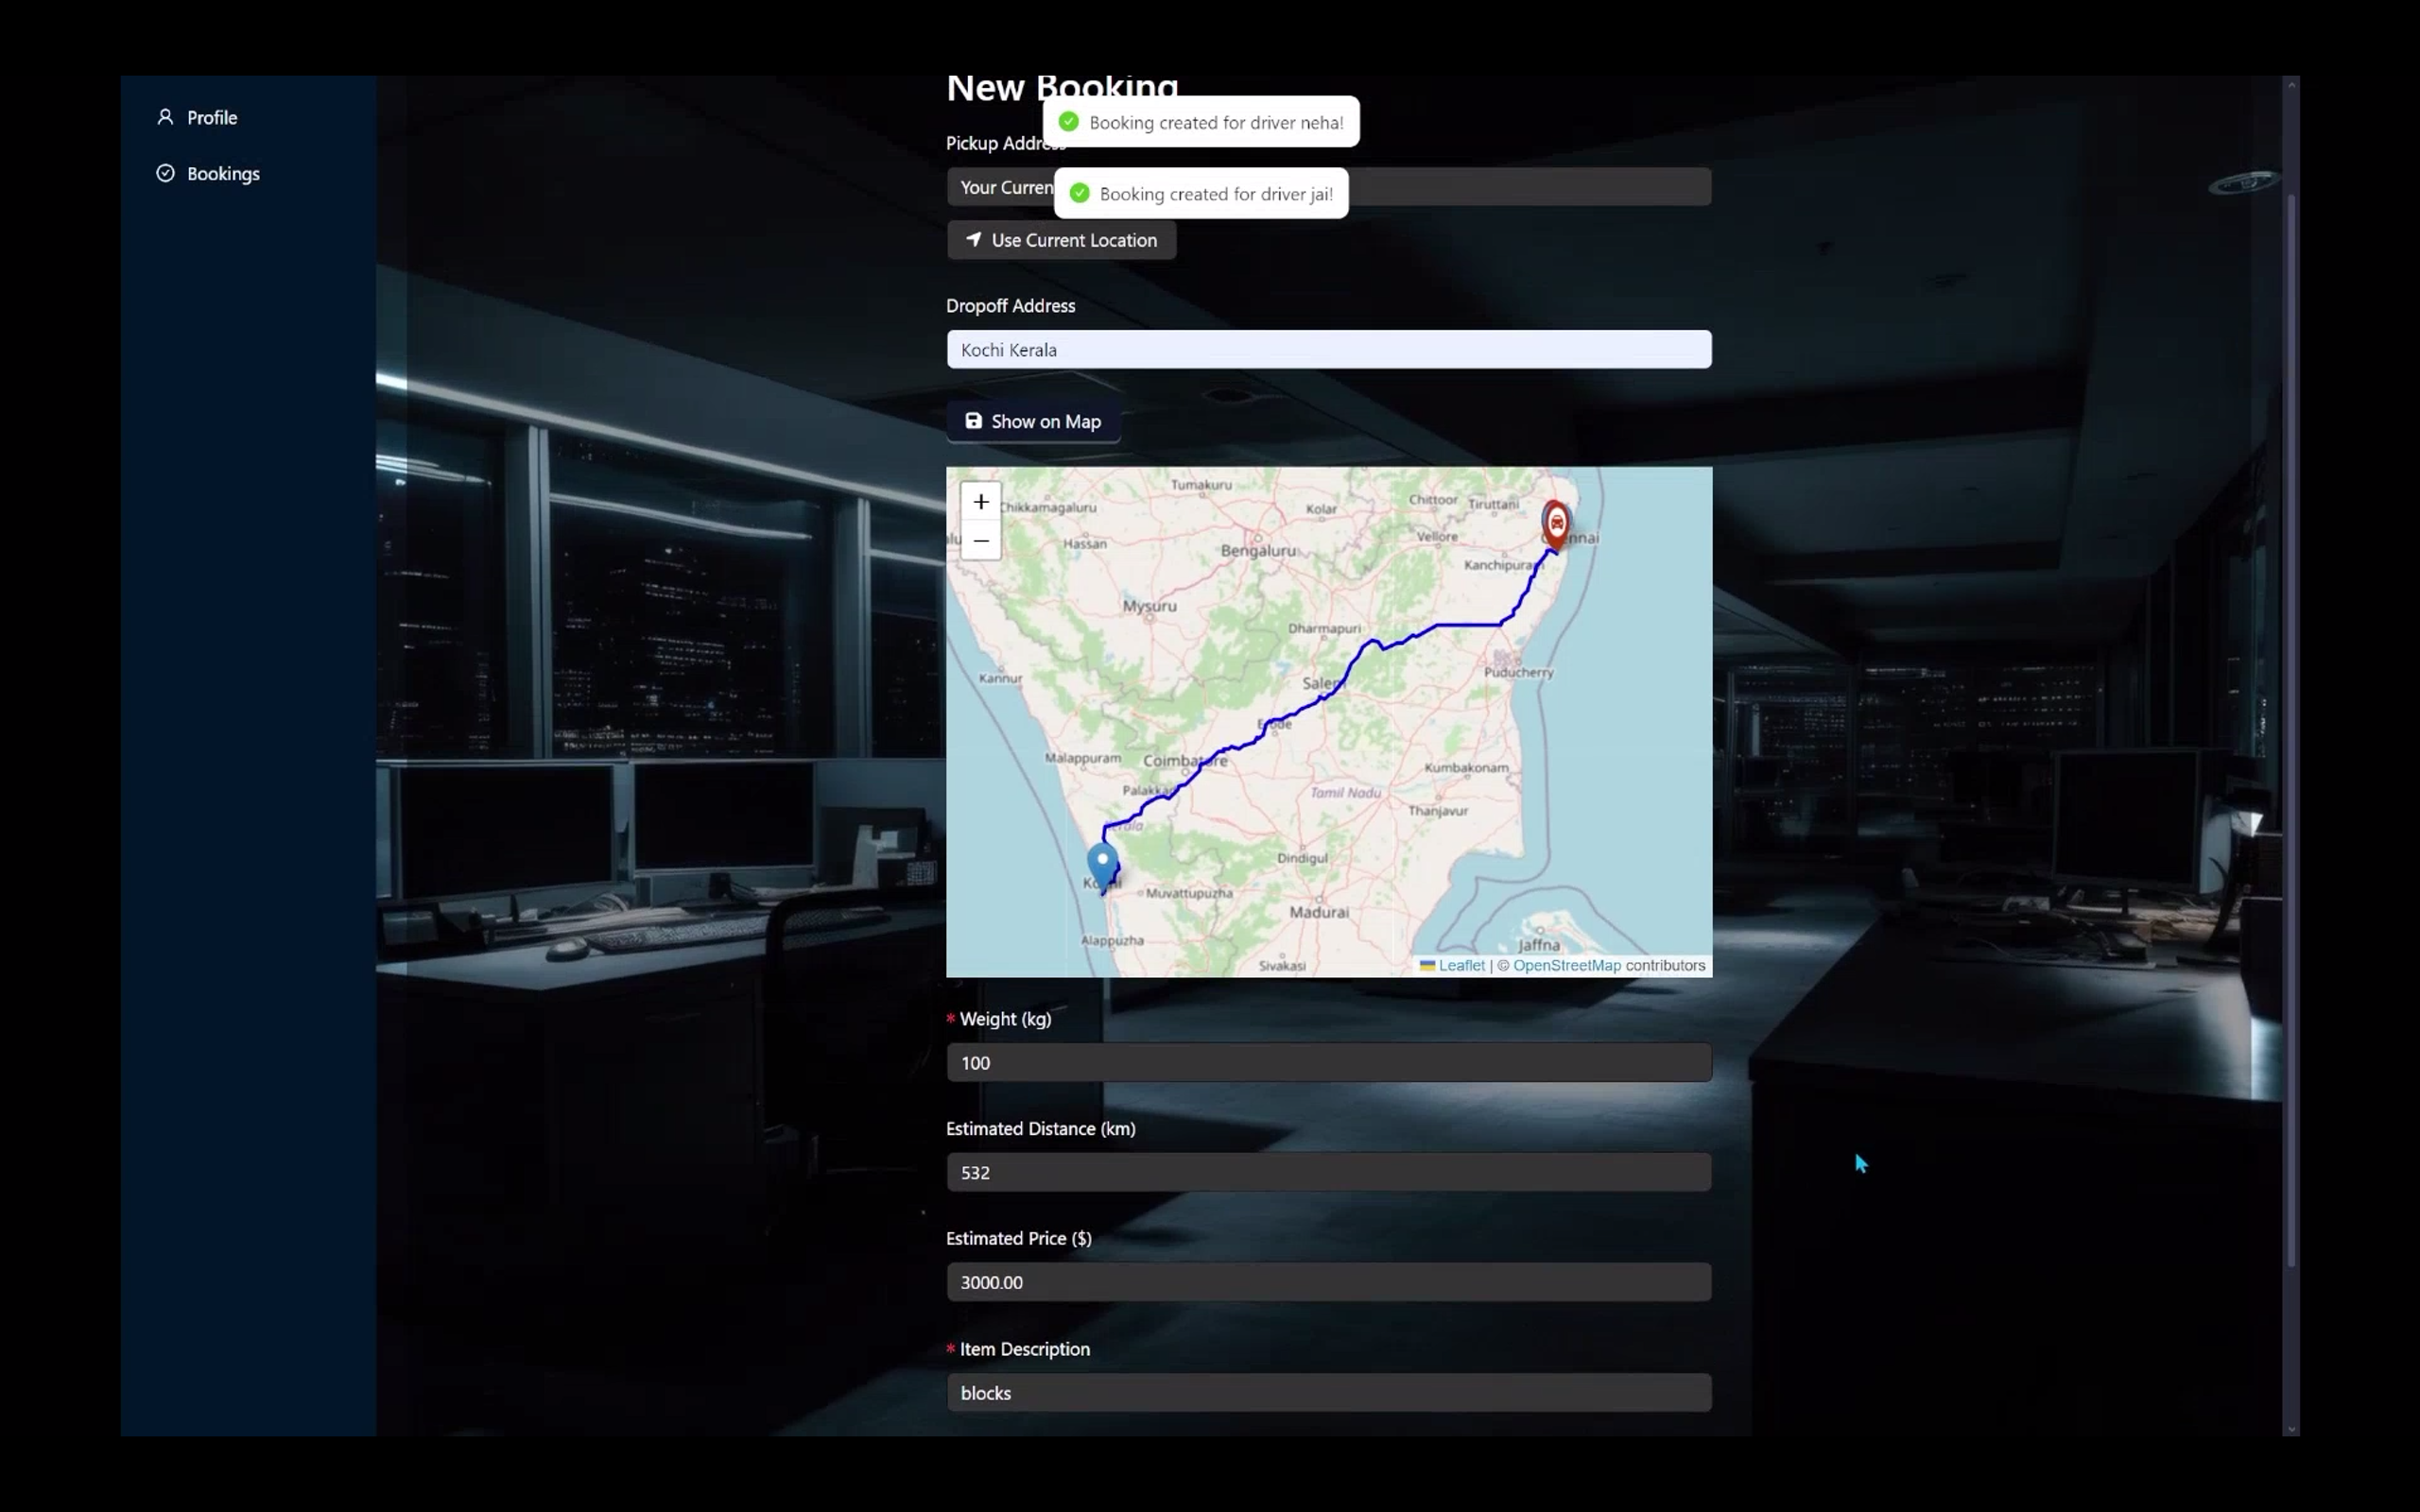 Profile
Bookings
New Booking
Booking created for driver neha!
Pickup Address
Your Curren
Booking created for driver jai!
Use Current Location
Dropoff Address
Kochi Kerala
Show on Map
+
−
Tumakuru
Chikkamagaluru
Kolar
Chittoor
Tiruttani
Hassan
Bengaluru
Vellore
Chennai
Kanchipuram
Mysuru
Dharmapuri
Kannur
Salem
Puducherry
Erode
Malappuram
Coimbatore
Kumbakonam
Palakkad
Tamil Nadu
Thanjavur
Kerala
Dindigul
Kochi
Muvattupuzha
Madurai
Alappuzha
Jaffna
Sivakasi
Leaflet | © OpenStreetMap contributors
* Weight (kg)
100
Estimated Distance (km)
532
Estimated Price ($)
3000.00
* Item Description
blocks